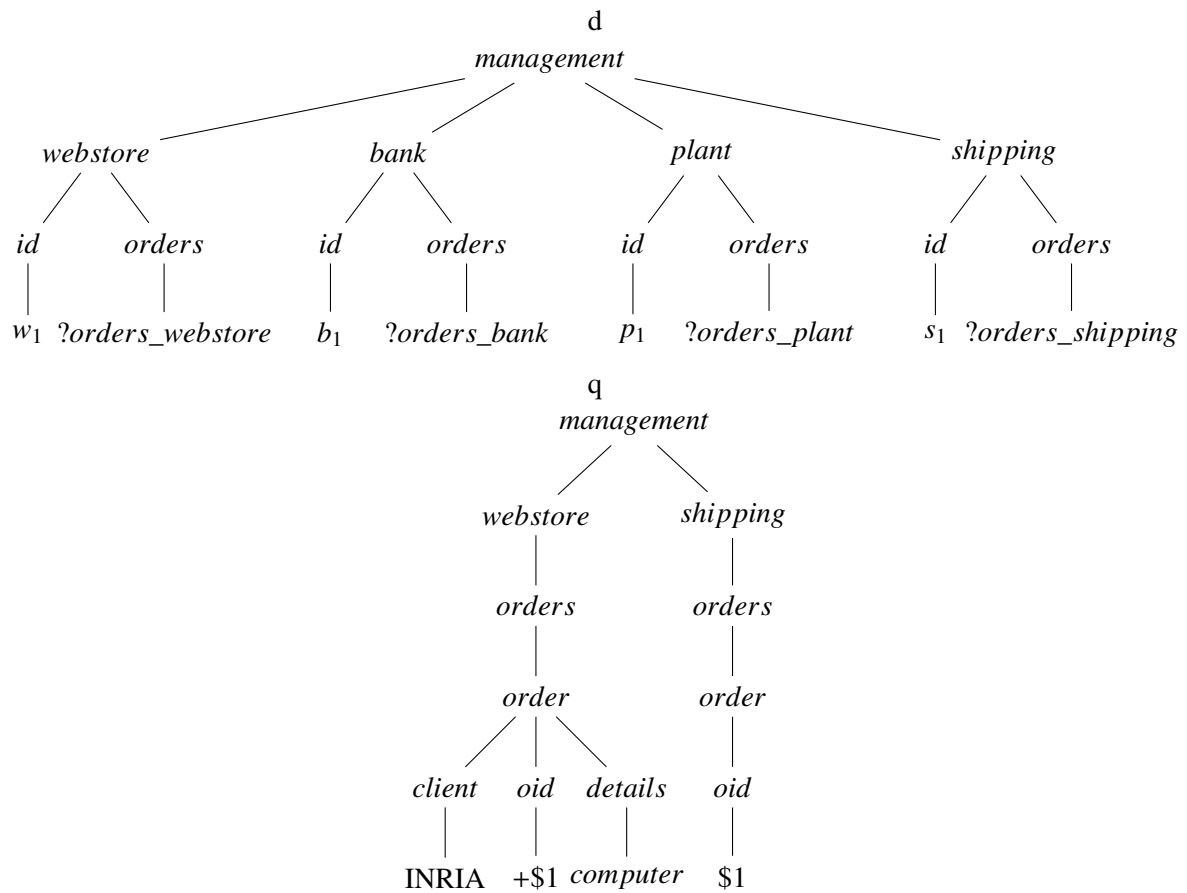 d
management
webstore bank plant shipping
id orders id orders id orders id orders
w1 ?orders_webstore b1 ?orders_bank p1 ?orders_plant s1 ?orders_shipping
q
management
webstore shipping
orders orders
order order
client oid details oid
INRIA +$1 computer $1